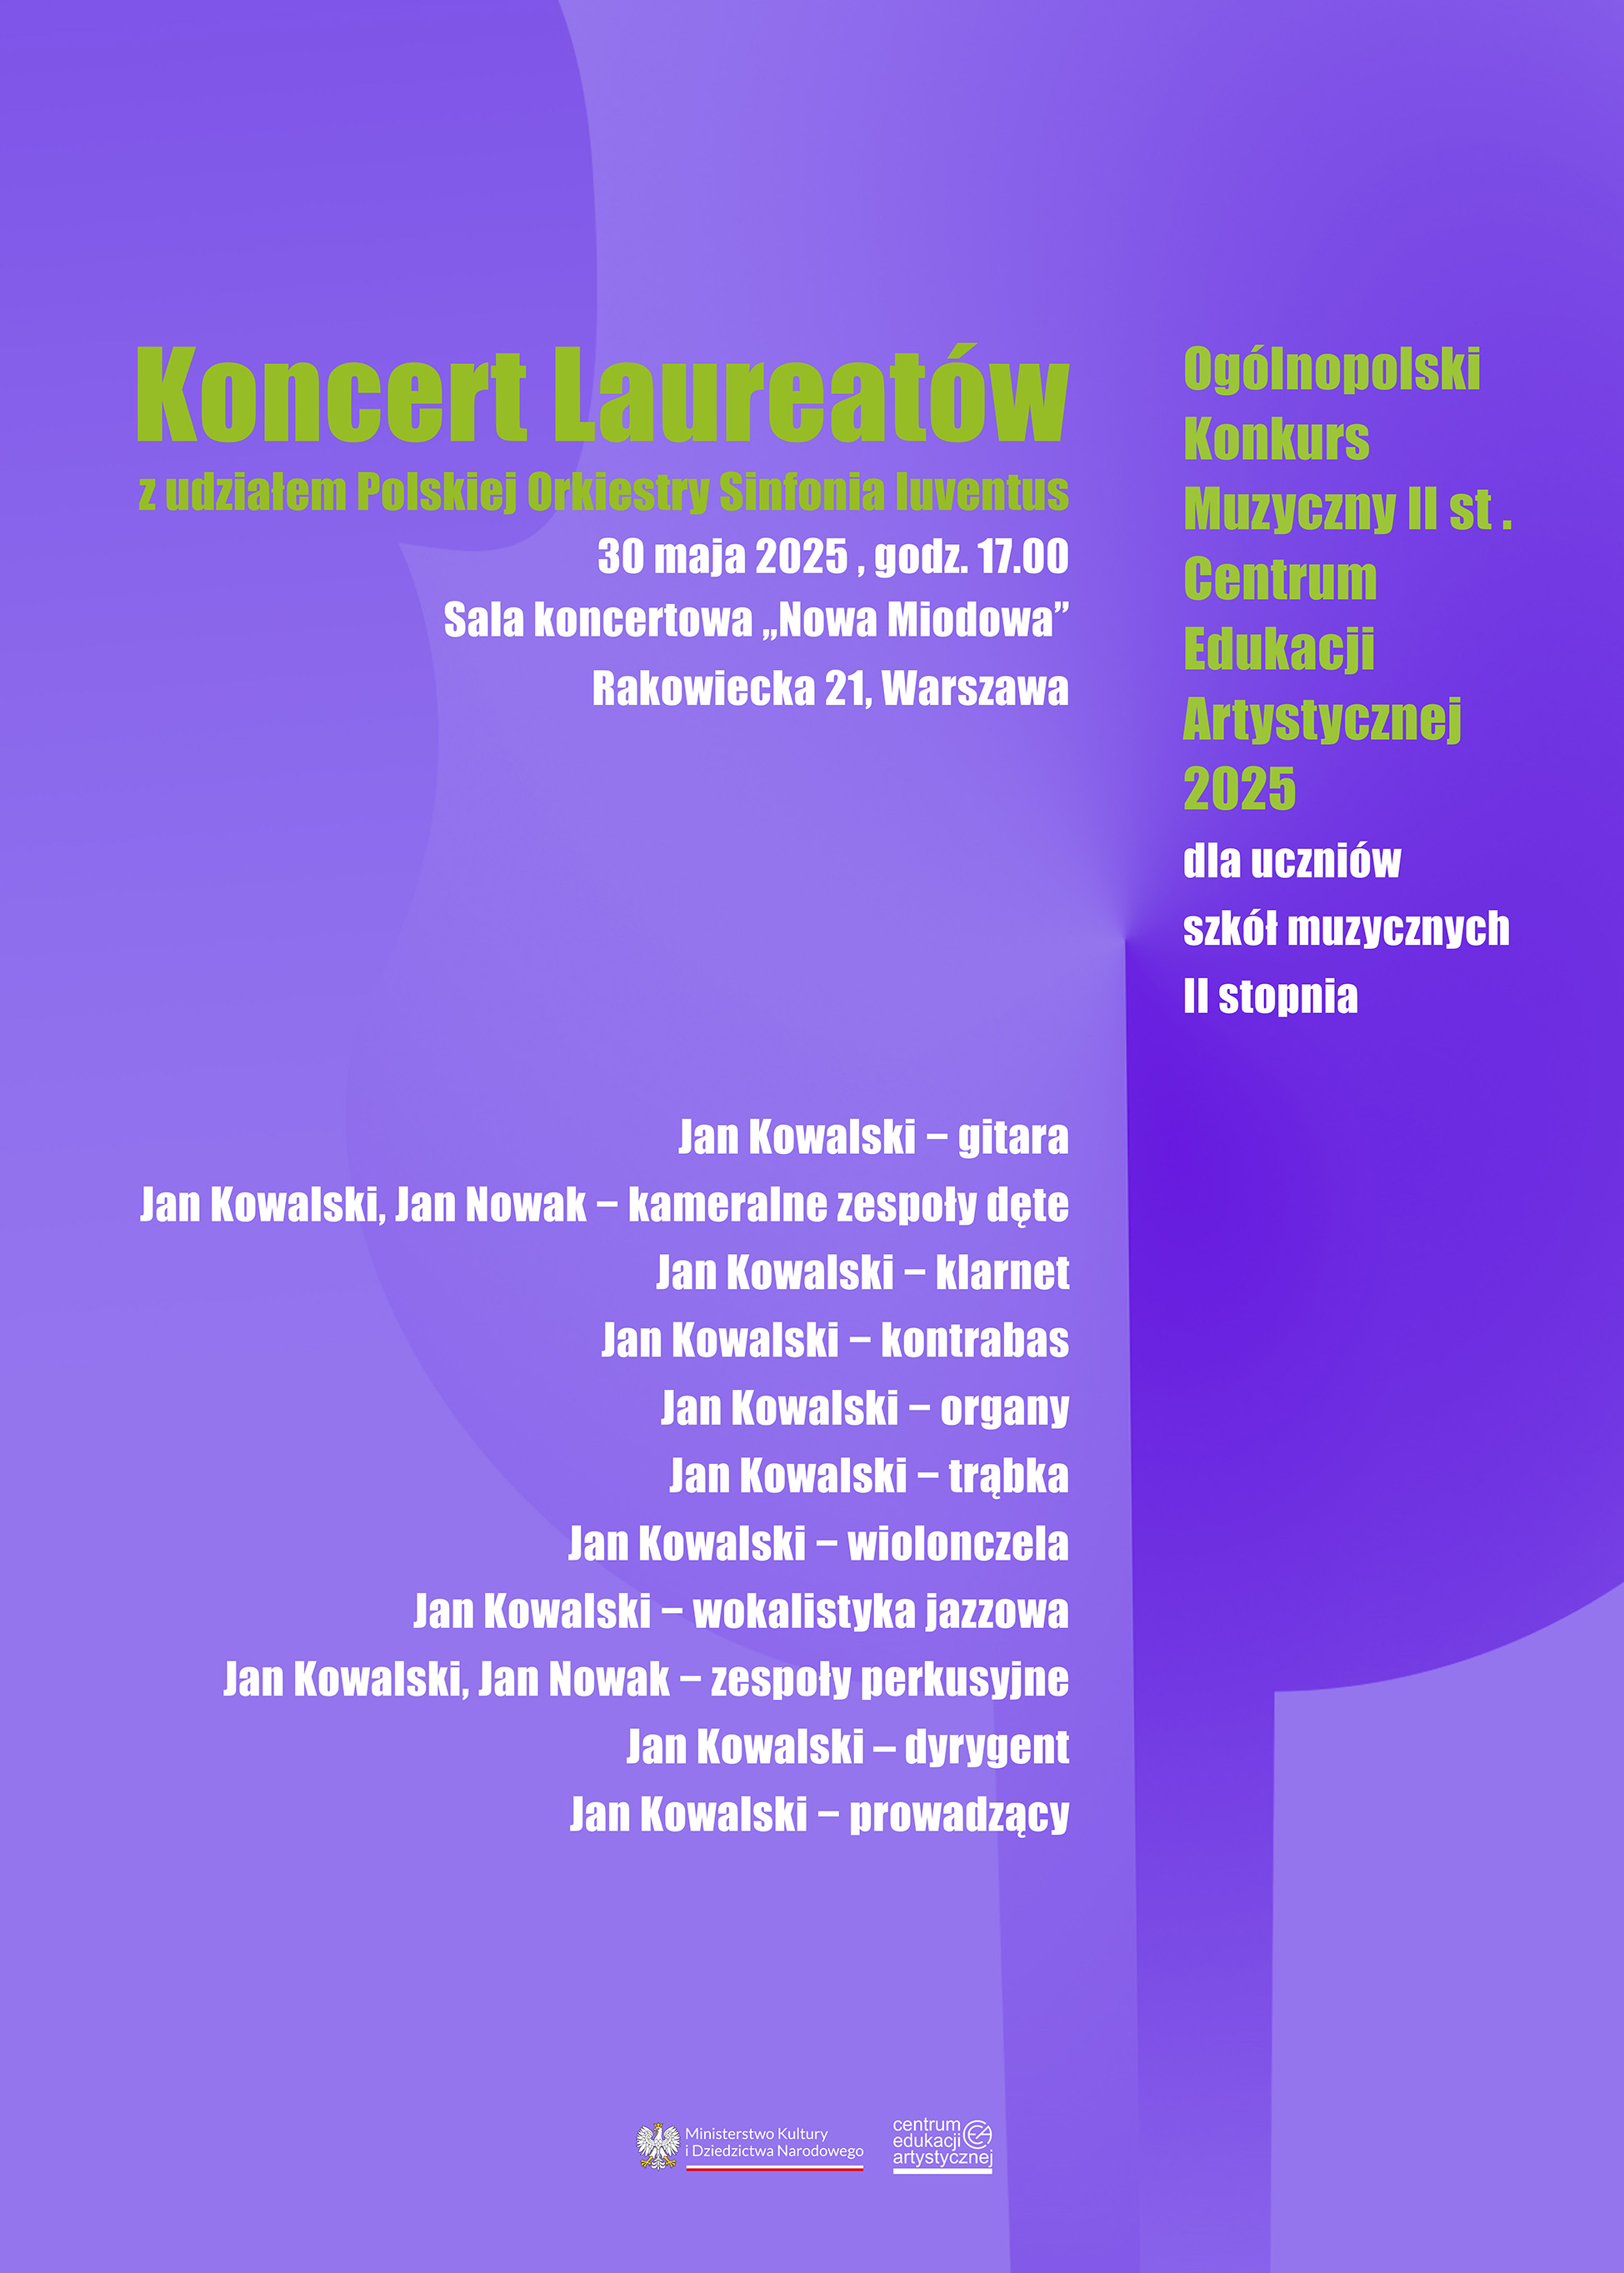 Koncert Laureatów
z udziałem Polskiej Orkiestry Sinfonia Iuventus
30 maja 2025 , godz. 17.00
Sala koncertowa „Nowa Miodowa”
Rakowiecka 21, Warszawa
Ogólnopolski
Konkurs
Muzyczny II st .
Centrum
Edukacji
Artystycznej
2025
dla uczniów
szkół muzycznych
II stopnia
Jan Kowalski – gitara
Jan Kowalski, Jan Nowak – kameralne zespoły dęte
Jan Kowalski – klarnet
Jan Kowalski – kontrabas
Jan Kowalski – organy
Jan Kowalski – trąbka
Jan Kowalski – wiolonczela
Jan Kowalski – wokalistyka jazzowa
Jan Kowalski, Jan Nowak – zespoły perkusyjne
Jan Kowalski – dyrygent
Jan Kowalski – prowadzący
Ministerstwo Kultury
i Dziedzictwa Narodowego
centrum
edukacji
artystycznej
CEA